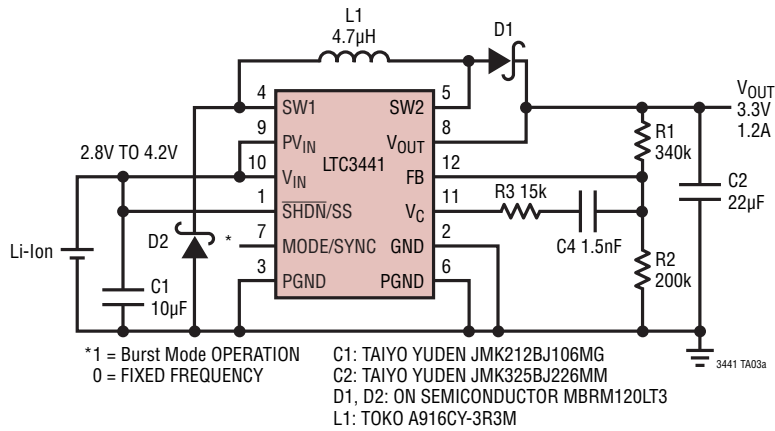 L1
4.7µH
D1
4
SW1
5
SW2
VOUT
3.3V
1.2A
9
PVIN
8
VOUT
R1
340k
2.8V TO 4.2V
LTC3441
10
VIN
12
FB
R3 15k
C2
22µF
1
SHDN/SS
11
VC
Li-Ion
D2
*
7
MODE/SYNC
2
GND
C4 1.5nF
R2
200k
C1
10µF
3
PGND
6
PGND
*1 = Burst Mode OPERATION
0 = FIXED FREQUENCY
C1: TAIYO YUDEN JMK212BJ106MG
C2: TAIYO YUDEN JMK325BJ226MM
D1, D2: ON SEMICONDUCTOR MBRM120LT3
L1: TOKO A916CY-3R3M
3441 TA03a